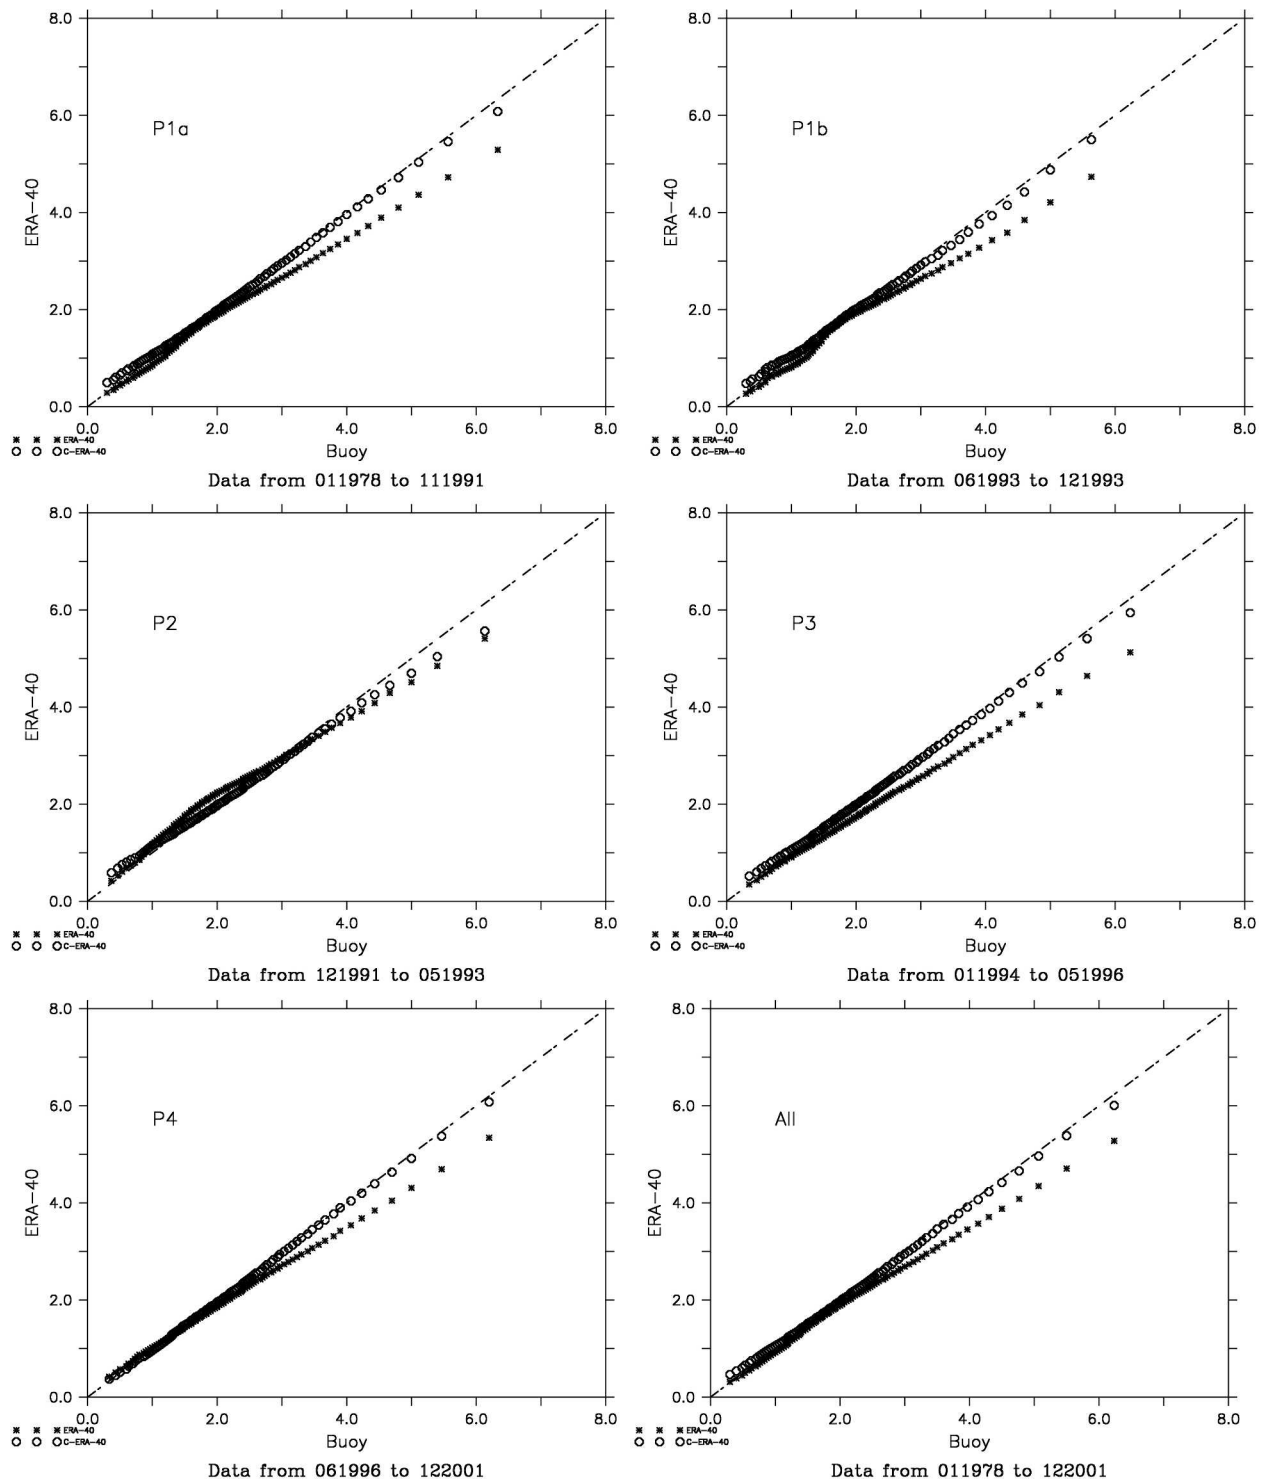 8.0
6.0
4.0
2.0
0.0
ERA-40
P1a
0.0 2.0 4.0 6.0 8.0
Buoy
ERA-40
C-ERA-40
Data from 011978 to 111991
8.0
6.0
4.0
2.0
0.0
ERA-40
P1b
0.0 2.0 4.0 6.0 8.0
Buoy
ERA-40
C-ERA-40
Data from 061993 to 121993
8.0
6.0
4.0
2.0
0.0
ERA-40
P2
0.0 2.0 4.0 6.0 8.0
Buoy
ERA-40
C-ERA-40
Data from 121991 to 051993
8.0
6.0
4.0
2.0
0.0
ERA-40
P3
0.0 2.0 4.0 6.0 8.0
Buoy
ERA-40
C-ERA-40
Data from 011994 to 051996
8.0
6.0
4.0
2.0
0.0
ERA-40
P4
0.0 2.0 4.0 6.0 8.0
Buoy
ERA-40
C-ERA-40
Data from 061996 to 122001
8.0
6.0
4.0
2.0
0.0
ERA-40
All
0.0 2.0 4.0 6.0 8.0
Buoy
ERA-40
C-ERA-40
Data from 011978 to 122001